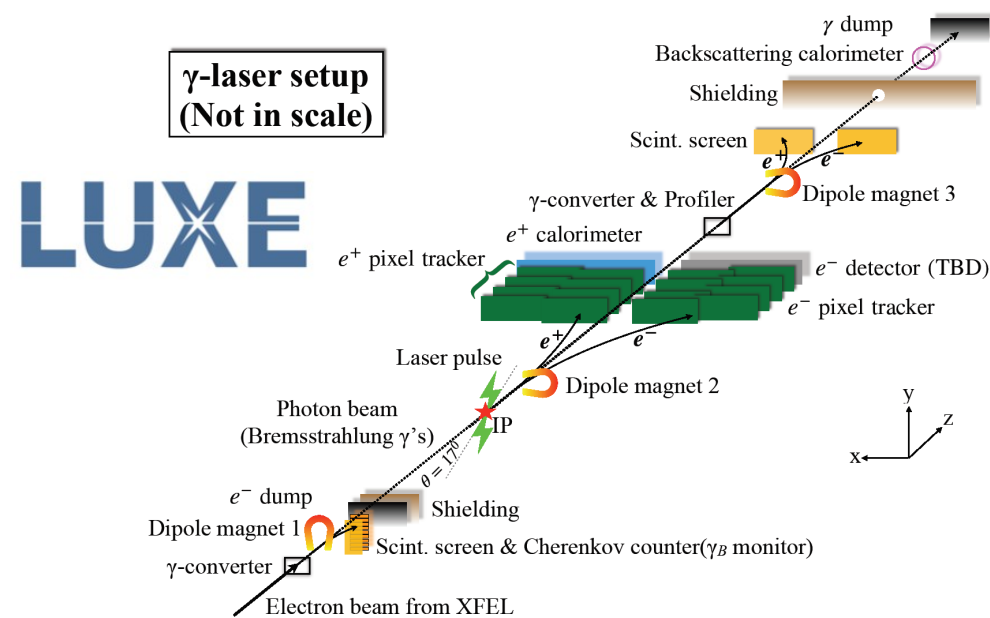 γ dump
Backscattering calorimeter
γ-laser setup
(Not in scale)
Shielding
Scint. screen
e⁺
e⁻
LUXE
Dipole magnet 3
γ-converter & Profiler
e⁺ calorimeter
e⁺ pixel tracker
e⁻ detector (TBD)
e⁻ pixel tracker
e⁺
e⁻
Laser pulse
Dipole magnet 2
Photon beam
(Bremsstrahlung γ's)
IP
y
z
x
θ = 17⁰
e⁻ dump
Shielding
Dipole magnet 1
Scint. screen & Cherenkov counter(γ_B monitor)
γ-converter
Electron beam from XFEL